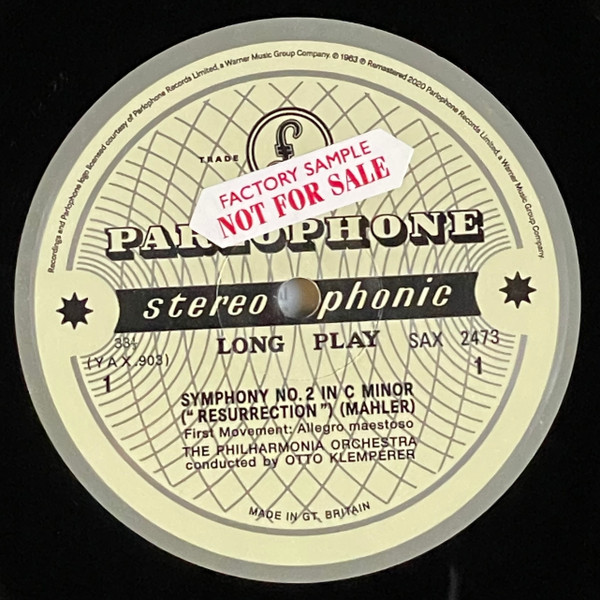 Recordings and Parlophone logo licensed courtesy of Parlophone Records Limited, a Warner Music Group Company. ℗ 1963 ℗ Remastered 2020 Parlophone Records Limited, a Warner Music Group Company.
TRADE
£
FACTORY SAMPLE
NOT FOR SALE
PARLOPHONE
stereophonic
33⅓ LONG PLAY SAX 2473
(YAX.903)
1 1
SYMPHONY NO. 2 IN C MINOR
(“RESURRECTION”) (MAHLER)
First Movement: Allegro maestoso
THE PHILHARMONIA ORCHESTRA
conducted by OTTO KLEMPERER
MADE IN GT. BRITAIN